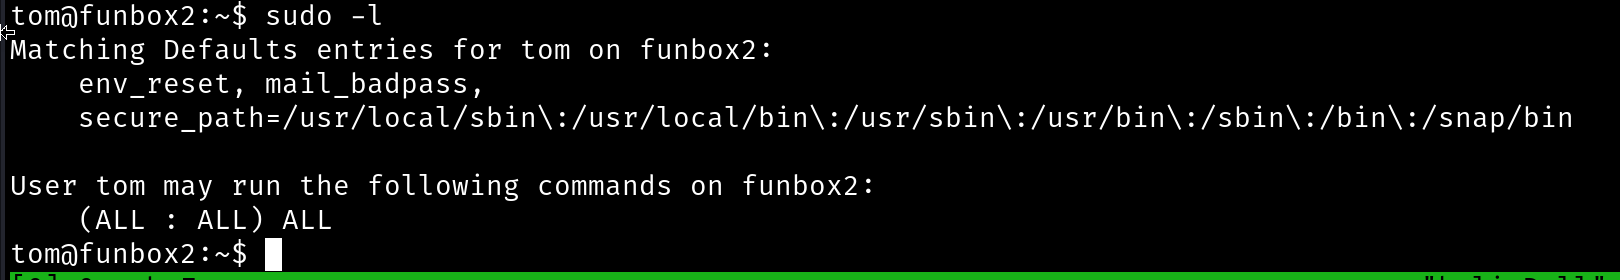 tom@funbox2:~$ sudo -l
Matching Defaults entries for tom on funbox2:
    env_reset, mail_badpass,
    secure_path=/usr/local/sbin\:/usr/local/bin\:/usr/sbin\:/usr/bin\:/sbin\:/bin\:/snap/bin

User tom may run the following commands on funbox2:
    (ALL : ALL) ALL
tom@funbox2:~$